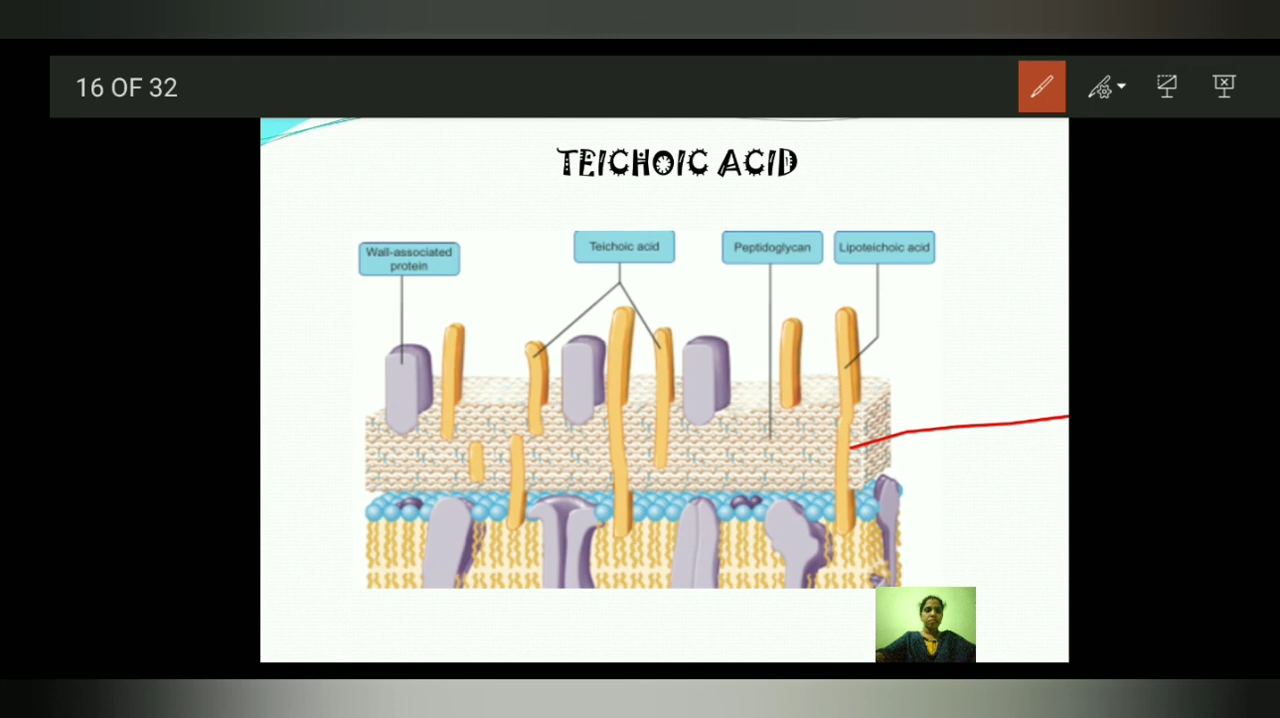 16 OF 32
TEICHOIC ACID
Wall-associated
protein
Teichoic acid
Peptidoglycan
Lipoteichoic acid